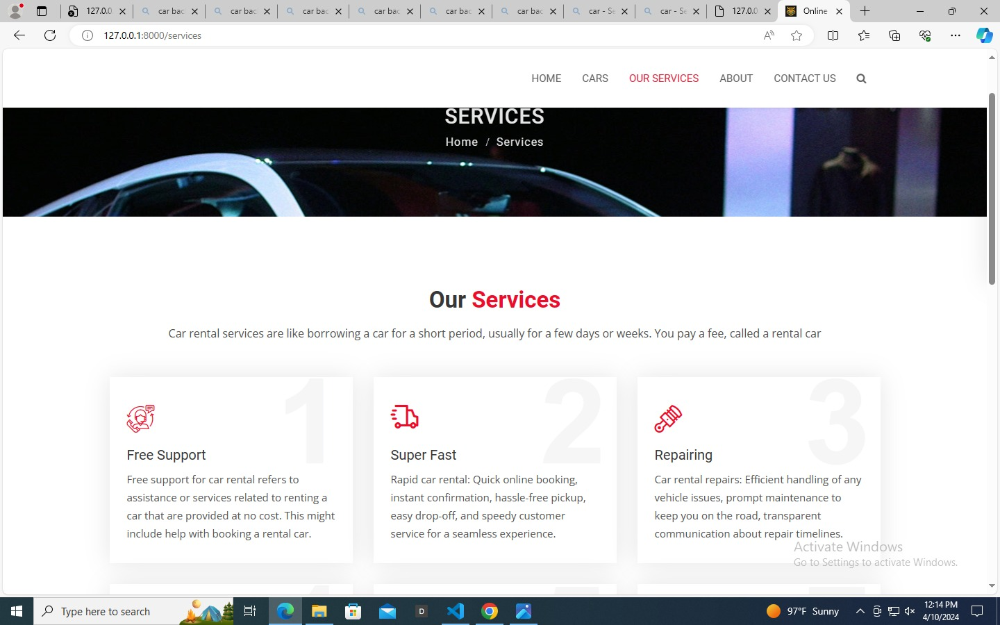 127.0.0.
car bac
car bac
car bac
car bac
car bac
car bac
car - Se
car - Se
127.0.0
Online
127.0.0.1:8000/services
HOME
CARS
OUR SERVICES
ABOUT
CONTACT US
SERVICES
Home / Services
Our Services
Car rental services are like borrowing a car for a short period, usually for a few days or weeks. You pay a fee, called a rental car
1
Free Support
Free support for car rental refers to
assistance or services related to renting a
car that are provided at no cost. This might
include help with booking a rental car.
2
Super Fast
Rapid car rental: Quick online booking,
instant confirmation, hassle-free pickup,
easy drop-off, and speedy customer
service for a seamless experience.
3
Repairing
Car rental repairs: Efficient handling of any
vehicle issues, prompt maintenance to
keep you on the road, transparent
communication about repair timelines.
Activate Windows
Go to Settings to activate Windows.
Type here to search
D
97°F Sunny
12:14 PM
4/10/2024